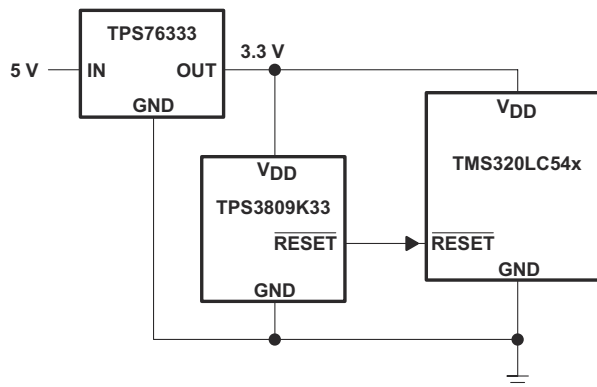 TPS76333
3.3 V
5 V
IN
OUT
GND
VDD
VDD
TMS320LC54x
TPS3809K33
RESET
RESET
GND
GND